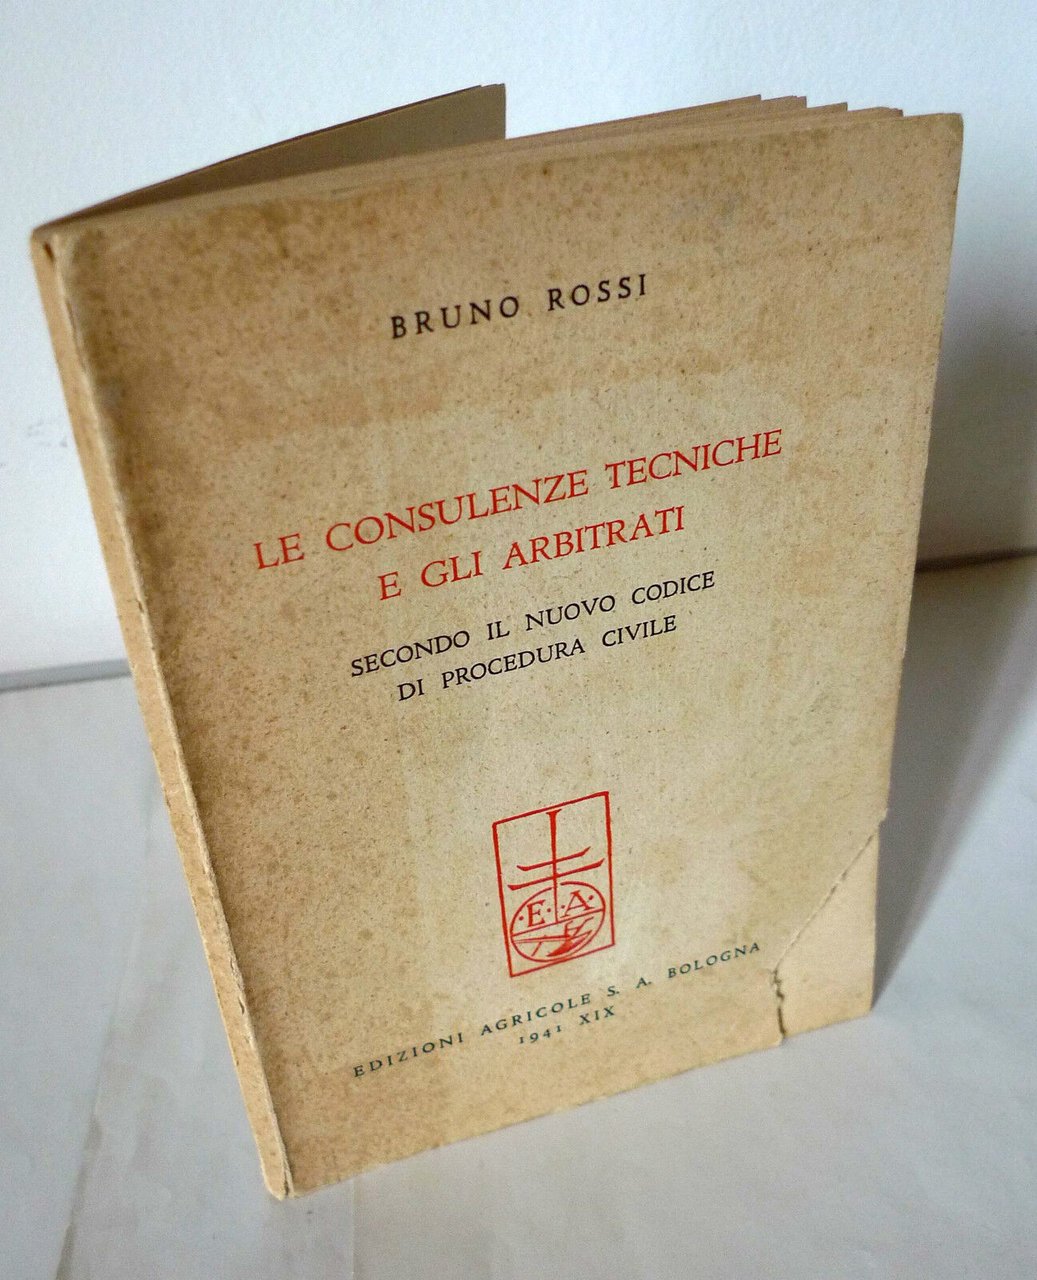 BRUNO ROSSI
LE CONSULENZE TECNICHE
E GLI ARBITRATI
SECONDO IL NUOVO CODICE
DI PROCEDURA CIVILE
·E· ·A·
EDIZIONI AGRICOLE S. A. BOLOGNA
1941 XIX